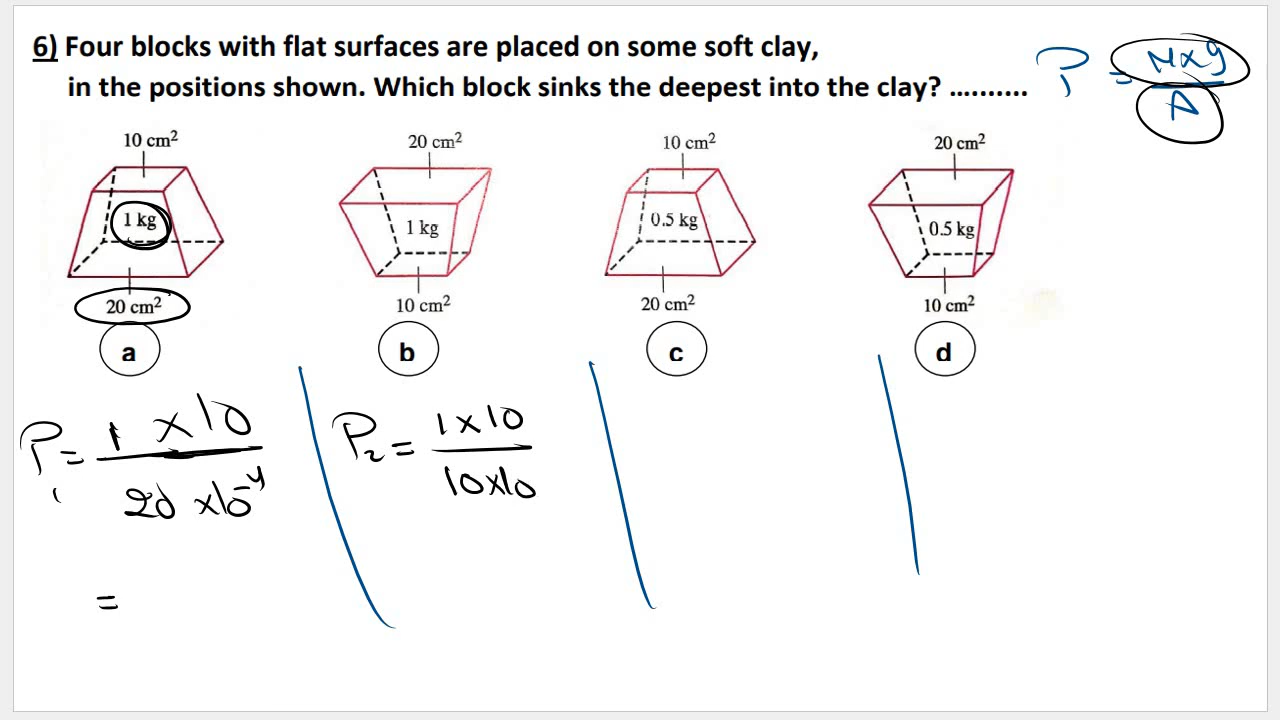 6) Four blocks with flat surfaces are placed on some soft clay,
in the positions shown. Which block sinks the deepest into the clay? ..........
P = M×g
A
10 cm²
20 cm²
10 cm²
20 cm²
1 kg
1 kg
0.5 kg
0.5 kg
20 cm²
10 cm²
20 cm²
10 cm²
a
b
c
d
P₁ = 1 × 10
20 × 10⁻⁴
=
P₂ = 1 × 10
10 × 10